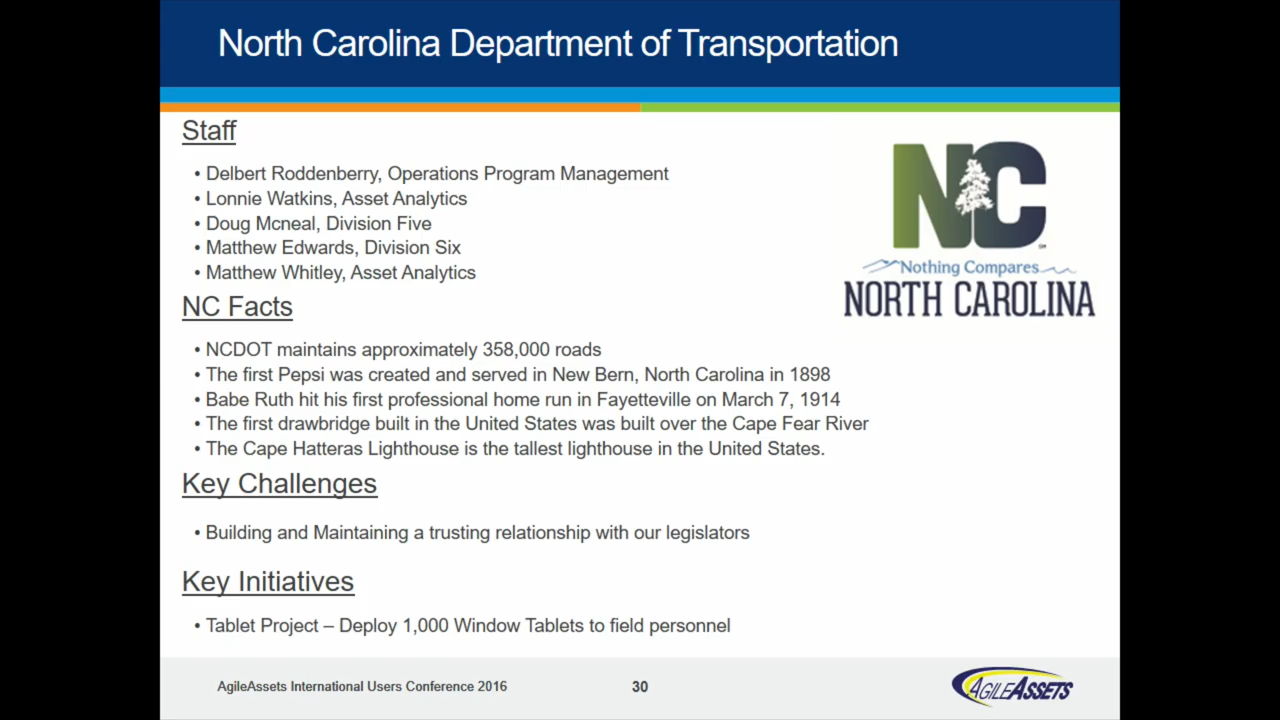 North Carolina Department of Transportation
Staff
• Delbert Roddenberry, Operations Program Management
• Lonnie Watkins, Asset Analytics
• Doug Mcneal, Division Five
• Matthew Edwards, Division Six
• Matthew Whitley, Asset Analytics
NC
SM
Nothing Compares
NORTH CAROLINA
NC Facts
• NCDOT maintains approximately 358,000 roads
• The first Pepsi was created and served in New Bern, North Carolina in 1898
• Babe Ruth hit his first professional home run in Fayetteville on March 7, 1914
• The first drawbridge built in the United States was built over the Cape Fear River
• The Cape Hatteras Lighthouse is the tallest lighthouse in the United States.
Key Challenges
• Building and Maintaining a trusting relationship with our legislators
Key Initiatives
• Tablet Project – Deploy 1,000 Window Tablets to field personnel
AgileAssets International Users Conference 2016
30
AGILEASSETS